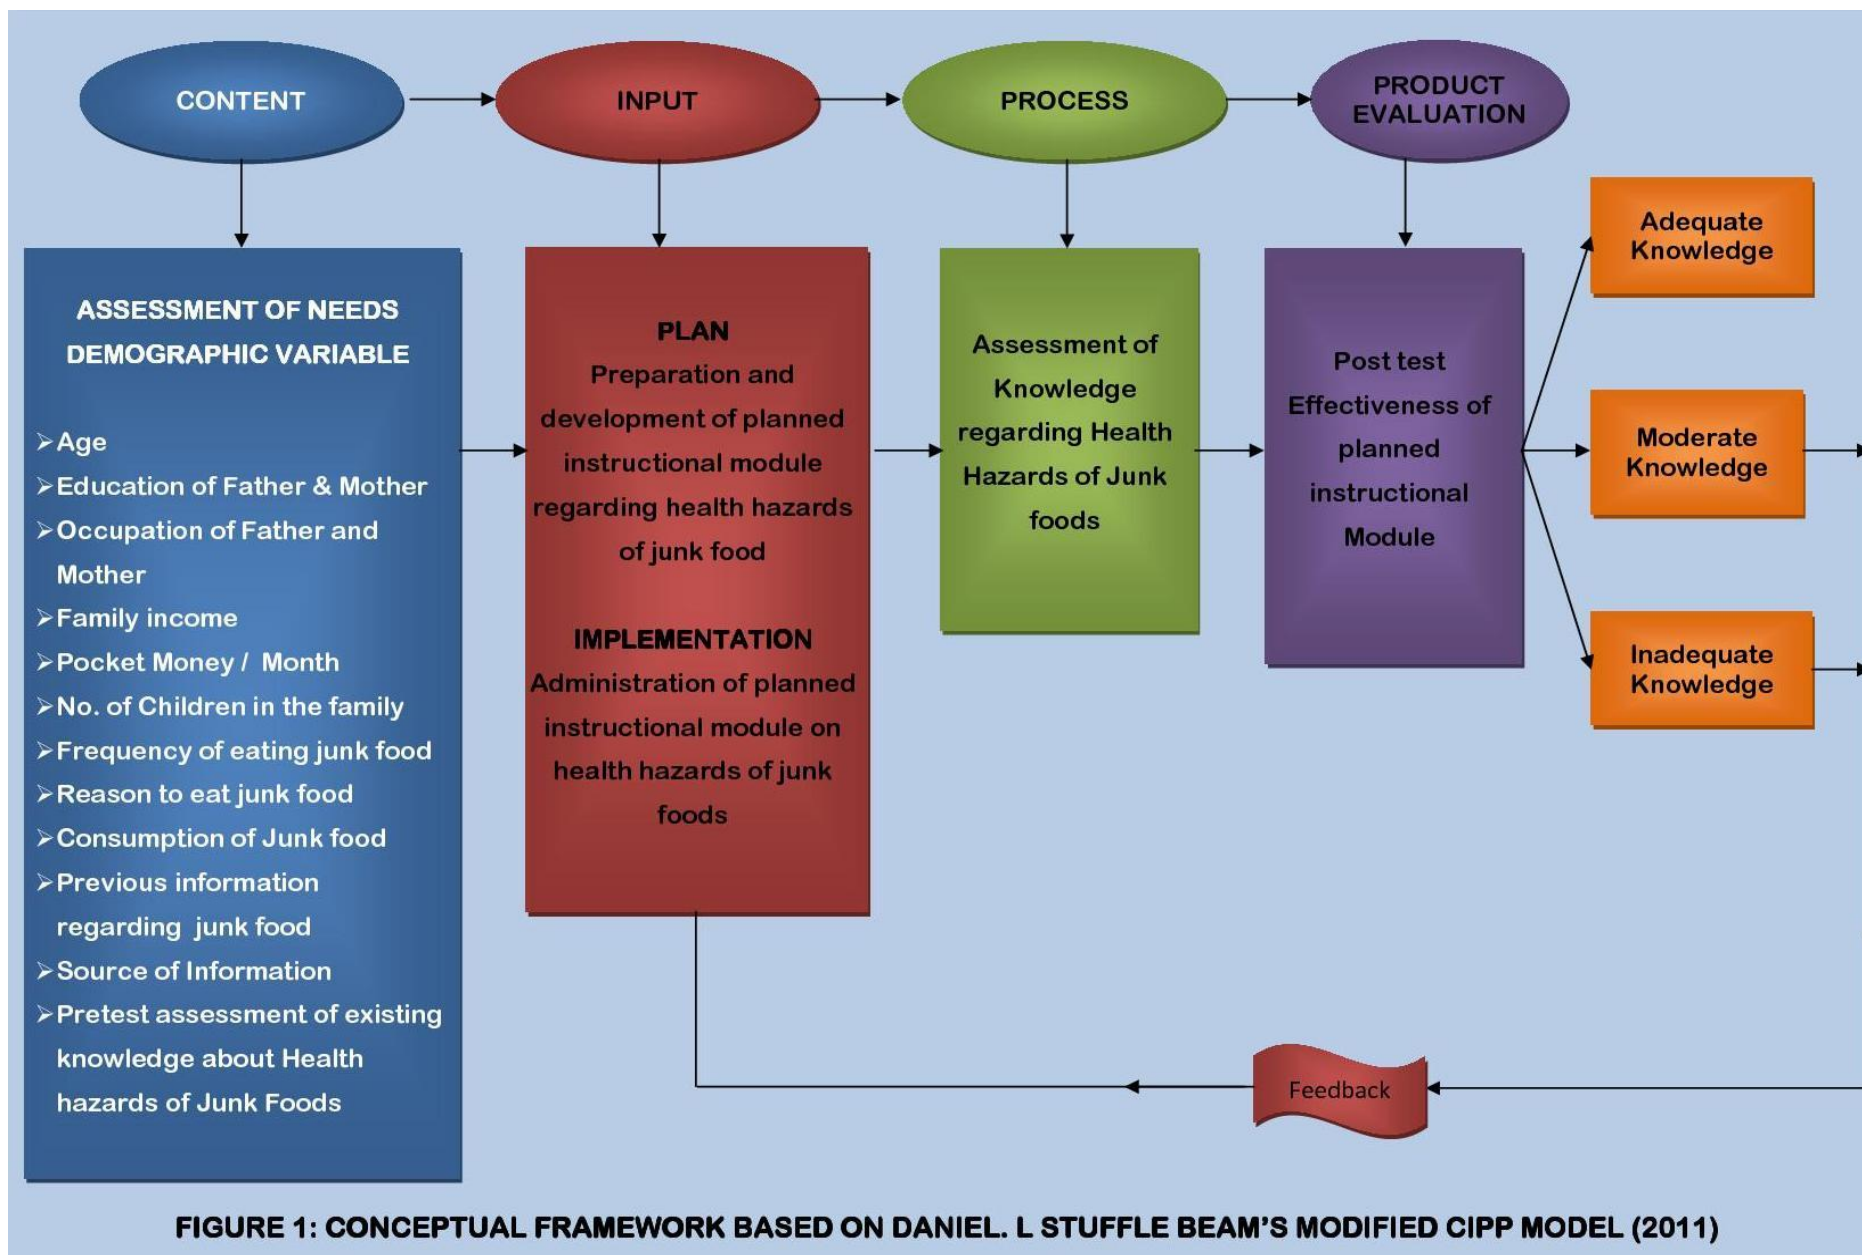 CONTENT
INPUT
PROCESS
PRODUCT
EVALUATION
ASSESSMENT OF NEEDS
DEMOGRAPHIC VARIABLE
➢Age
➢Education of Father & Mother
➢Occupation of Father and
Mother
➢Family income
➢Pocket Money / Month
➢No. of Children in the family
➢Frequency of eating junk food
➢Reason to eat junk food
➢Consumption of Junk food
➢Previous information
regarding junk food
➢Source of Information
➢Pretest assessment of existing
knowledge about Health
hazards of Junk Foods
PLAN
Preparation and
development of planned
instructional module
regarding health hazards
of junk food
IMPLEMENTATION
Administration of planned
instructional module on
health hazards of junk
foods
Assessment of
Knowledge
regarding Health
Hazards of Junk
foods
Post test
Effectiveness of
planned
instructional
Module
Adequate
Knowledge
Moderate
Knowledge
Inadequate
Knowledge
Feedback
FIGURE 1: CONCEPTUAL FRAMEWORK BASED ON DANIEL. L STUFFLE BEAM’S MODIFIED CIPP MODEL (2011)